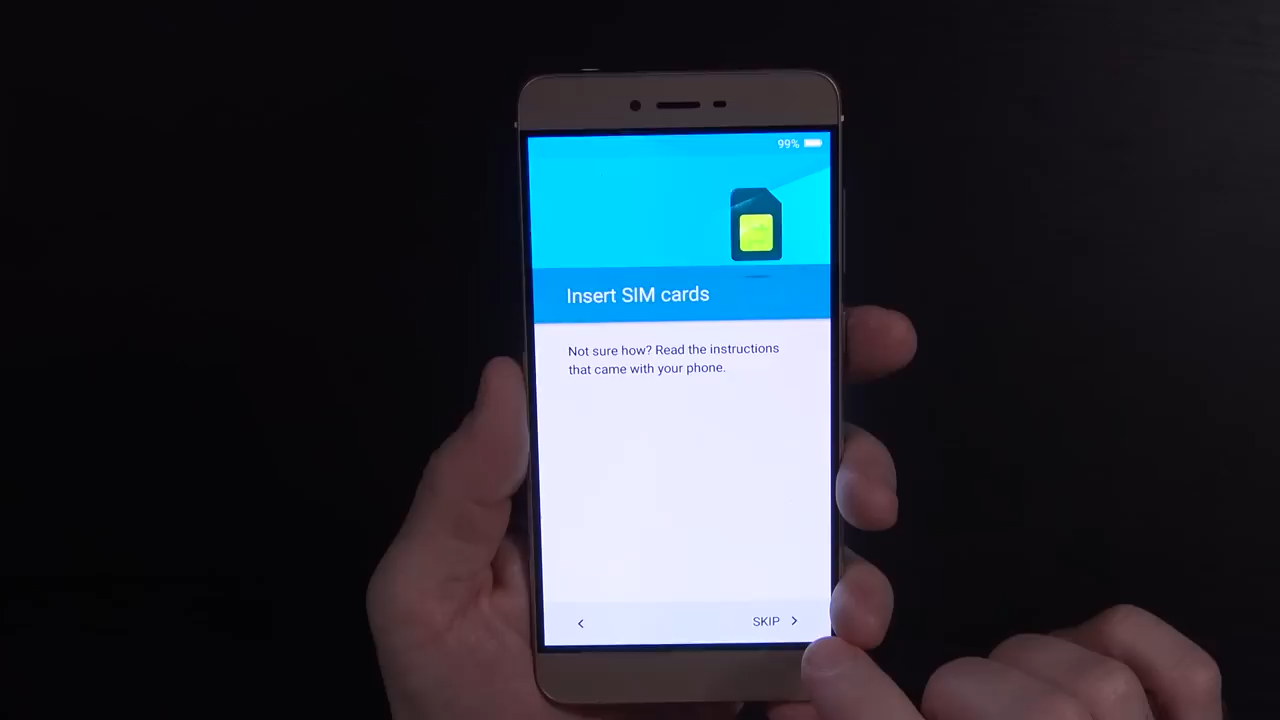 99%
Insert SIM cards
Not sure how? Read the instructions
that came with your phone.
SKIP